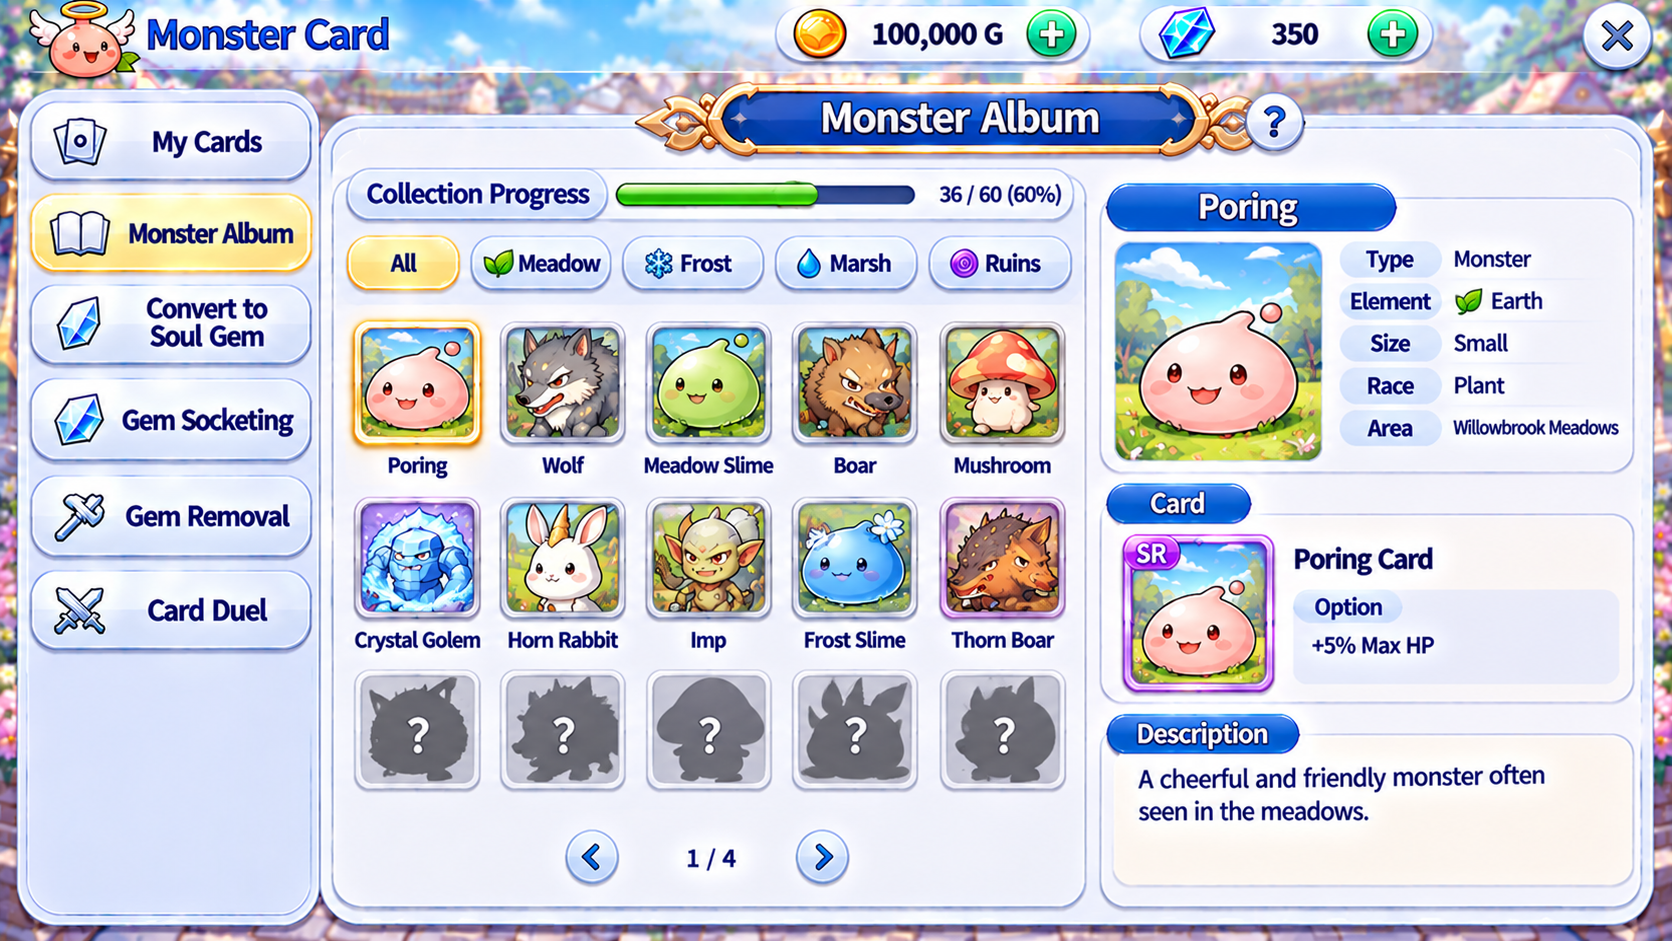 Monster Card
100,000 G
350
My Cards
Monster Album
Convert to
Soul Gem
Gem Socketing
Gem Removal
Card Duel
Monster Album
?
Collection Progress
36 / 60 (60%)
All
Meadow
Frost
Marsh
Ruins
Poring
Wolf
Meadow Slime
Boar
Mushroom
Crystal Golem
Horn Rabbit
Imp
Frost Slime
Thorn Boar
?
?
?
?
?
1 / 4
Poring
Type
Monster
Element
Earth
Size
Small
Race
Plant
Area
Willowbrook Meadows
Card
SR
Poring Card
Option
+5% Max HP
Description
A cheerful and friendly monster often
seen in the meadows.